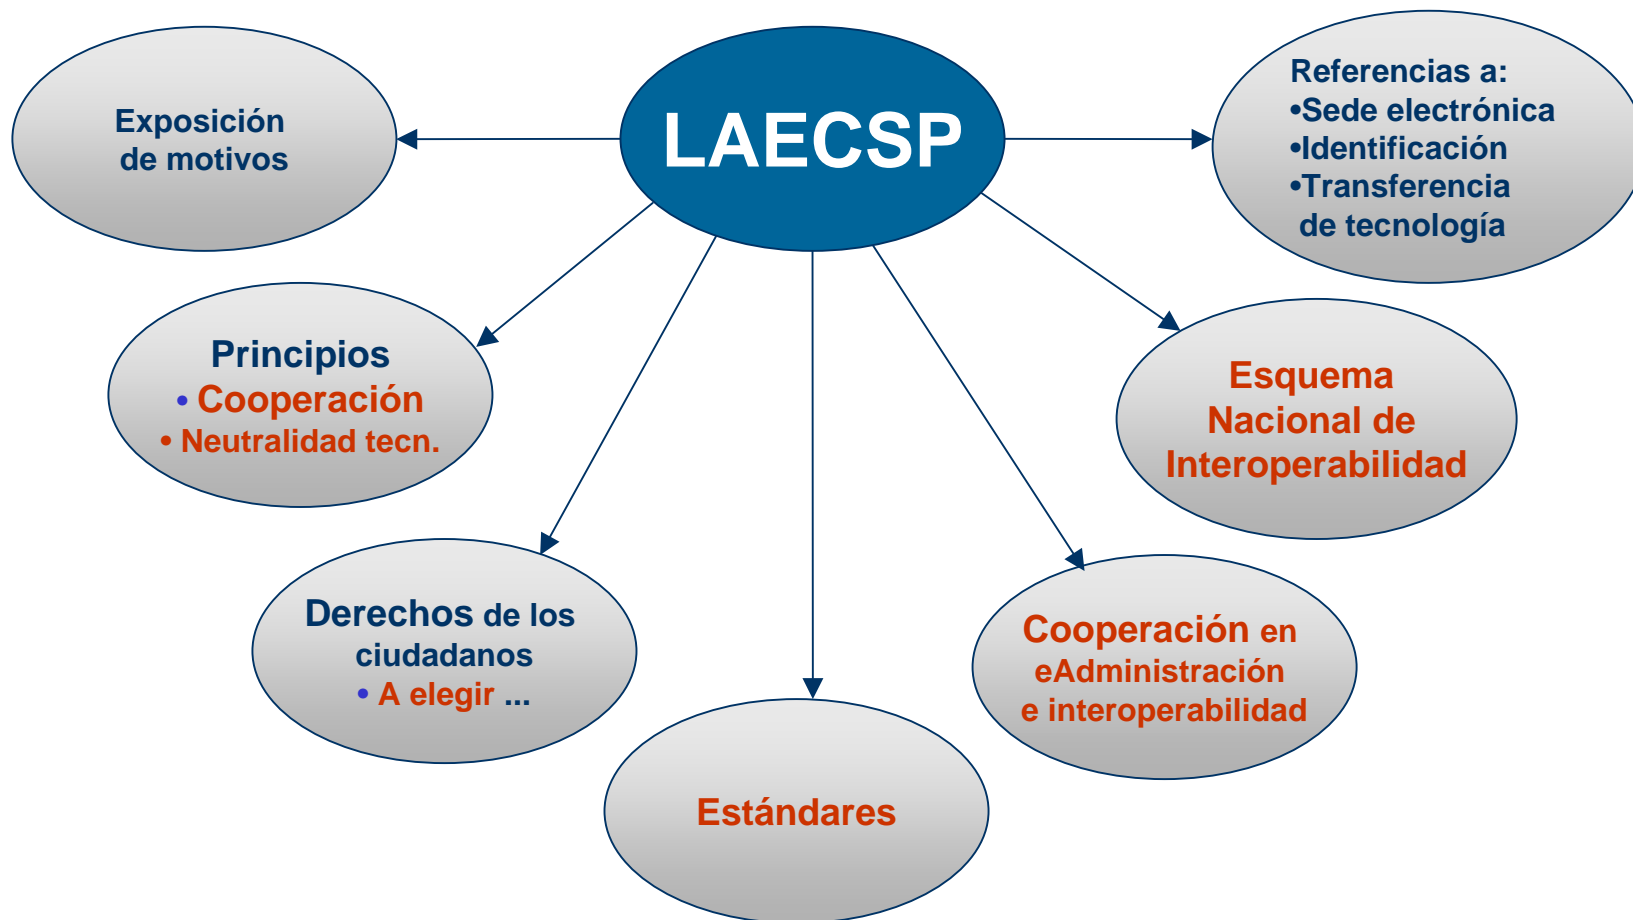 LAECSP
Exposición
de motivos
Principios
• Cooperación
• Neutralidad tecn.
Derechos de los
ciudadanos
• A elegir ...
Estándares
Cooperación en
eAdministración
e interoperabilidad
Esquema
Nacional de
Interoperabilidad
Referencias a:
•Sede electrónica
•Identificación
•Transferencia
de tecnología